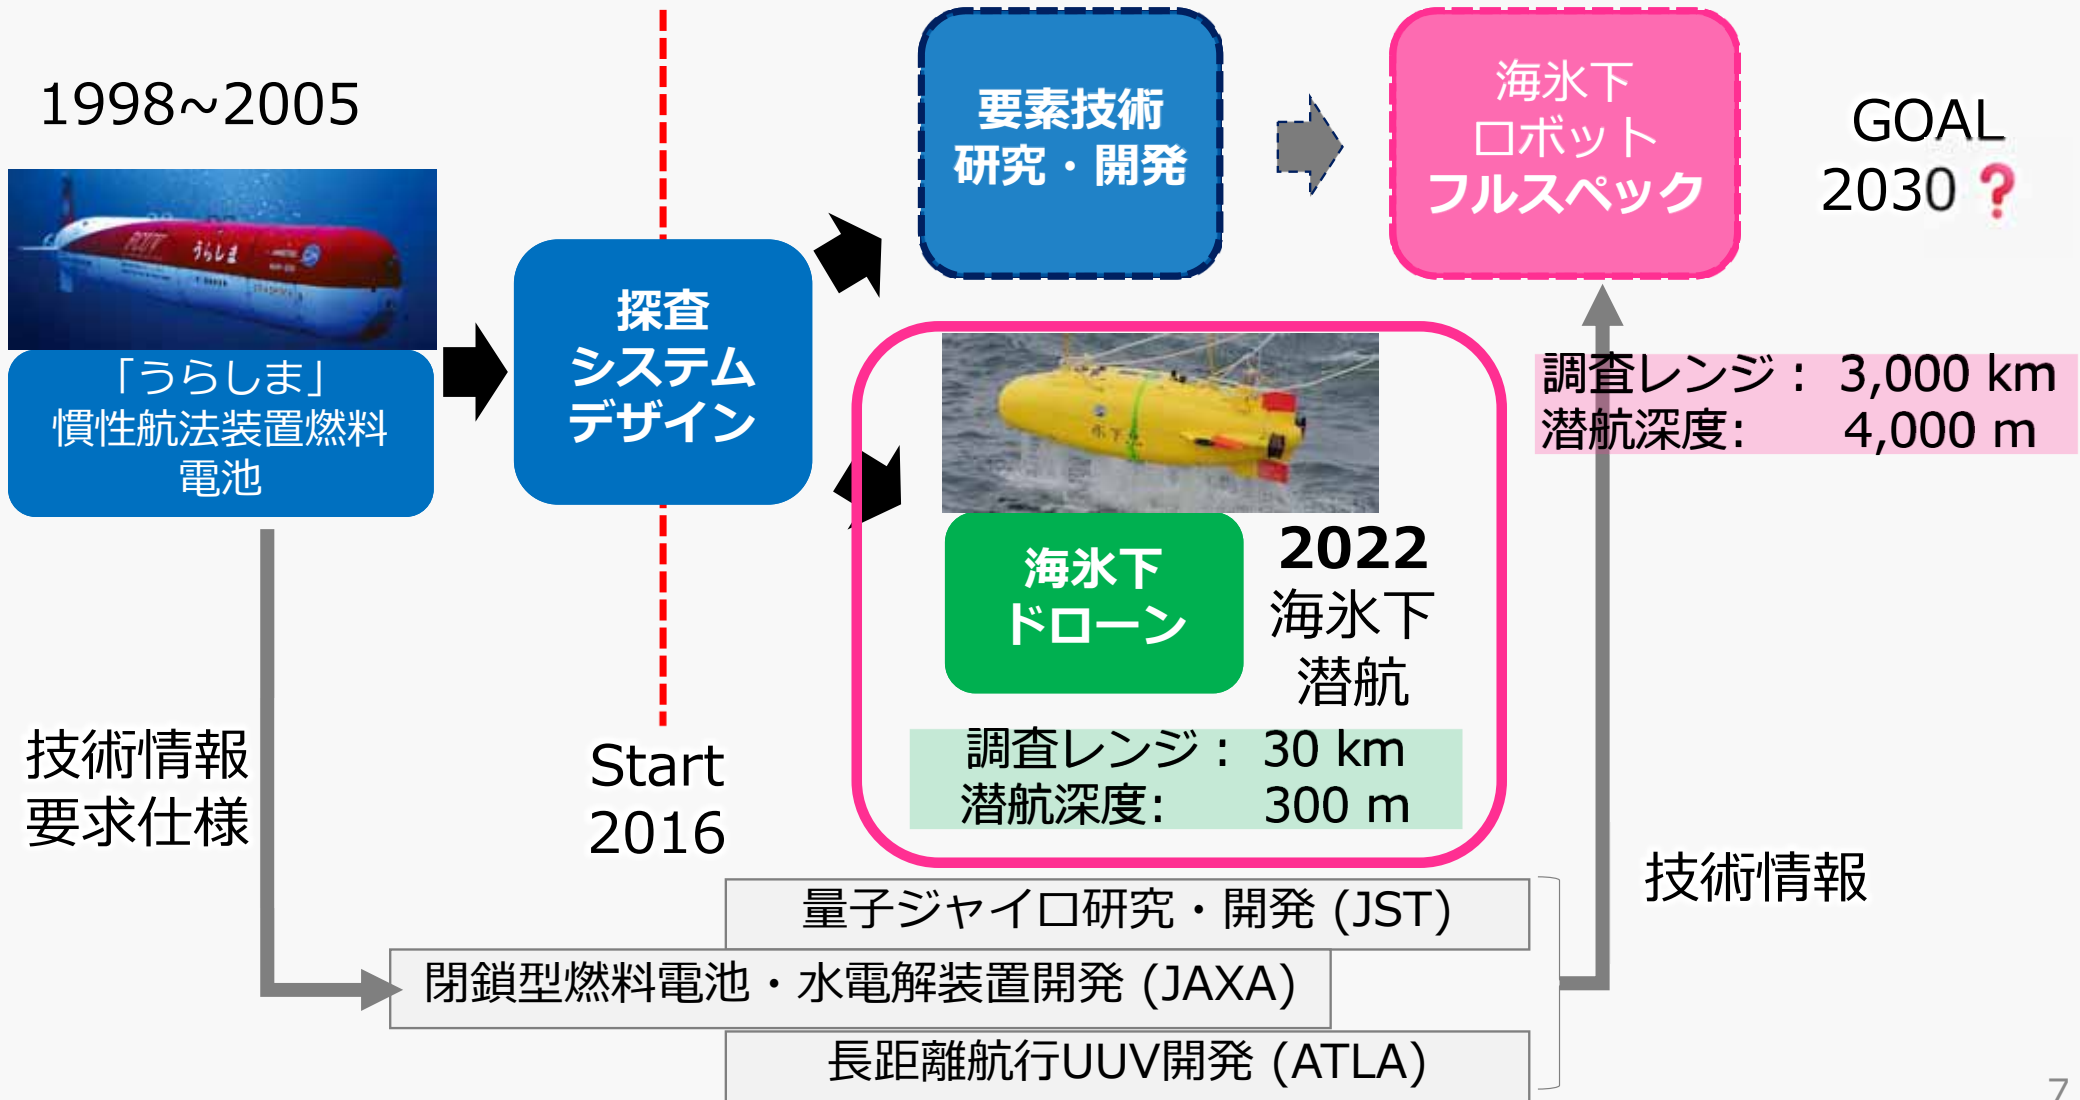 1998~2005
うらしま
「うらしま」
慣性航法装置燃料
電池
探査
システム
デザイン
要素技術
研究・開発
海氷下
ロボット
フルスペック
GOAL
2030❓
調査レンジ： 3,000 km
潜航深度: 4,000 m
海氷下
ドローン
2022
海氷下
潜航
調査レンジ： 30 km
潜航深度: 300 m
技術情報
要求仕様
Start
2016
技術情報
量子ジャイロ研究・開発 (JST)
閉鎖型燃料電池・水電解装置開発 (JAXA)
長距離航行UUV開発 (ATLA)
7